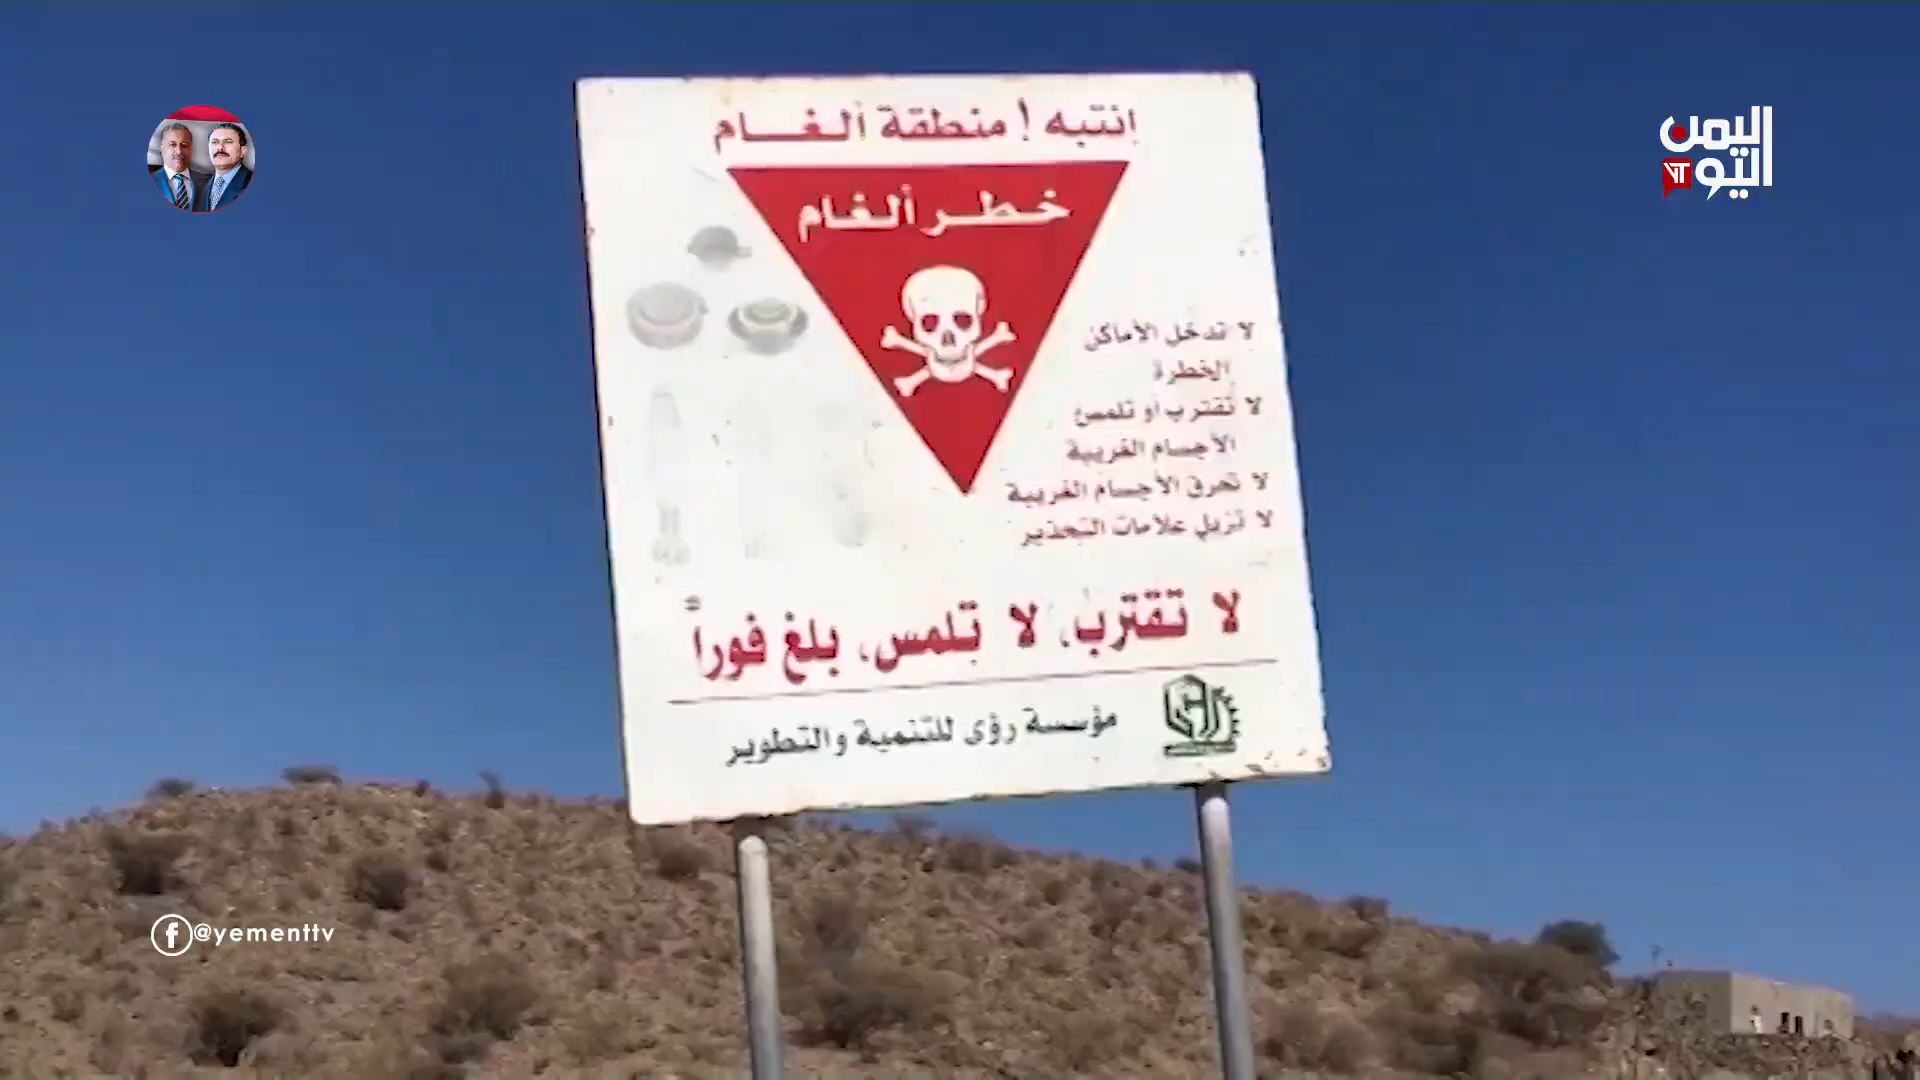 اليمن
اليوم
YT
إنتبه ! منطقة ألغام
خطر ألغام
لا تدخل الأماكن
الخطرة
لا تقترب أو تلمس
الأجسام الغريبة
لا تحرق الأجسام الغريبة
لا تزيل علامات التحذير
لا تقترب، لا تلمس، بلغ فوراً
مؤسسة رؤى للتنمية والتطوير
f @yementtv